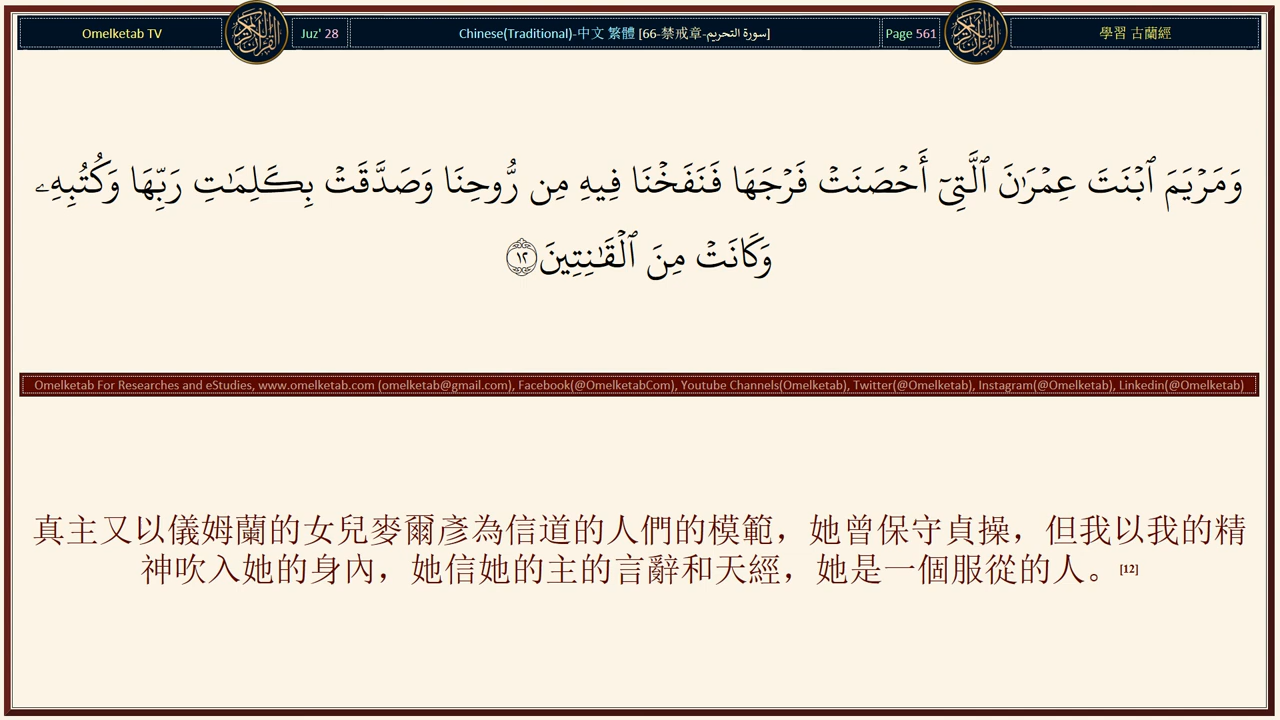 Omelketab TV
Juz' 28
Chinese(Traditional)-中文 繁體 [66-禁戒章-سورة التحريم]
Page 561
學習 古蘭經
وَمَرۡيَمَ ٱبۡنَتَ عِمۡرَٰنَ ٱلَّتِيٓ أَحۡصَنَتۡ فَرۡجَهَا فَنَفَخۡنَا فِيهِ مِن رُّوحِنَا وَصَدَّقَتۡ بِكَلِمَٰتِ رَبِّهَا وَكُتُبِهِۦ
وَكَانَتۡ مِنَ ٱلۡقَٰنِتِينَ ١٢
Omelketab For Researches and eStudies, www.omelketab.com (omelketab@gmail.com), Facebook(@OmelketabCom), Youtube Channels(Omelketab), Twitter(@Omelketab), Instagram(@Omelketab), Linkedin(@Omelketab)
真主又以儀姆蘭的女兒麥爾彥為信道的人們的模範，她曾保守貞操，但我以我的精
神吹入她的身內，她信她的主的言辭和天經，她是一個服從的人。[12]